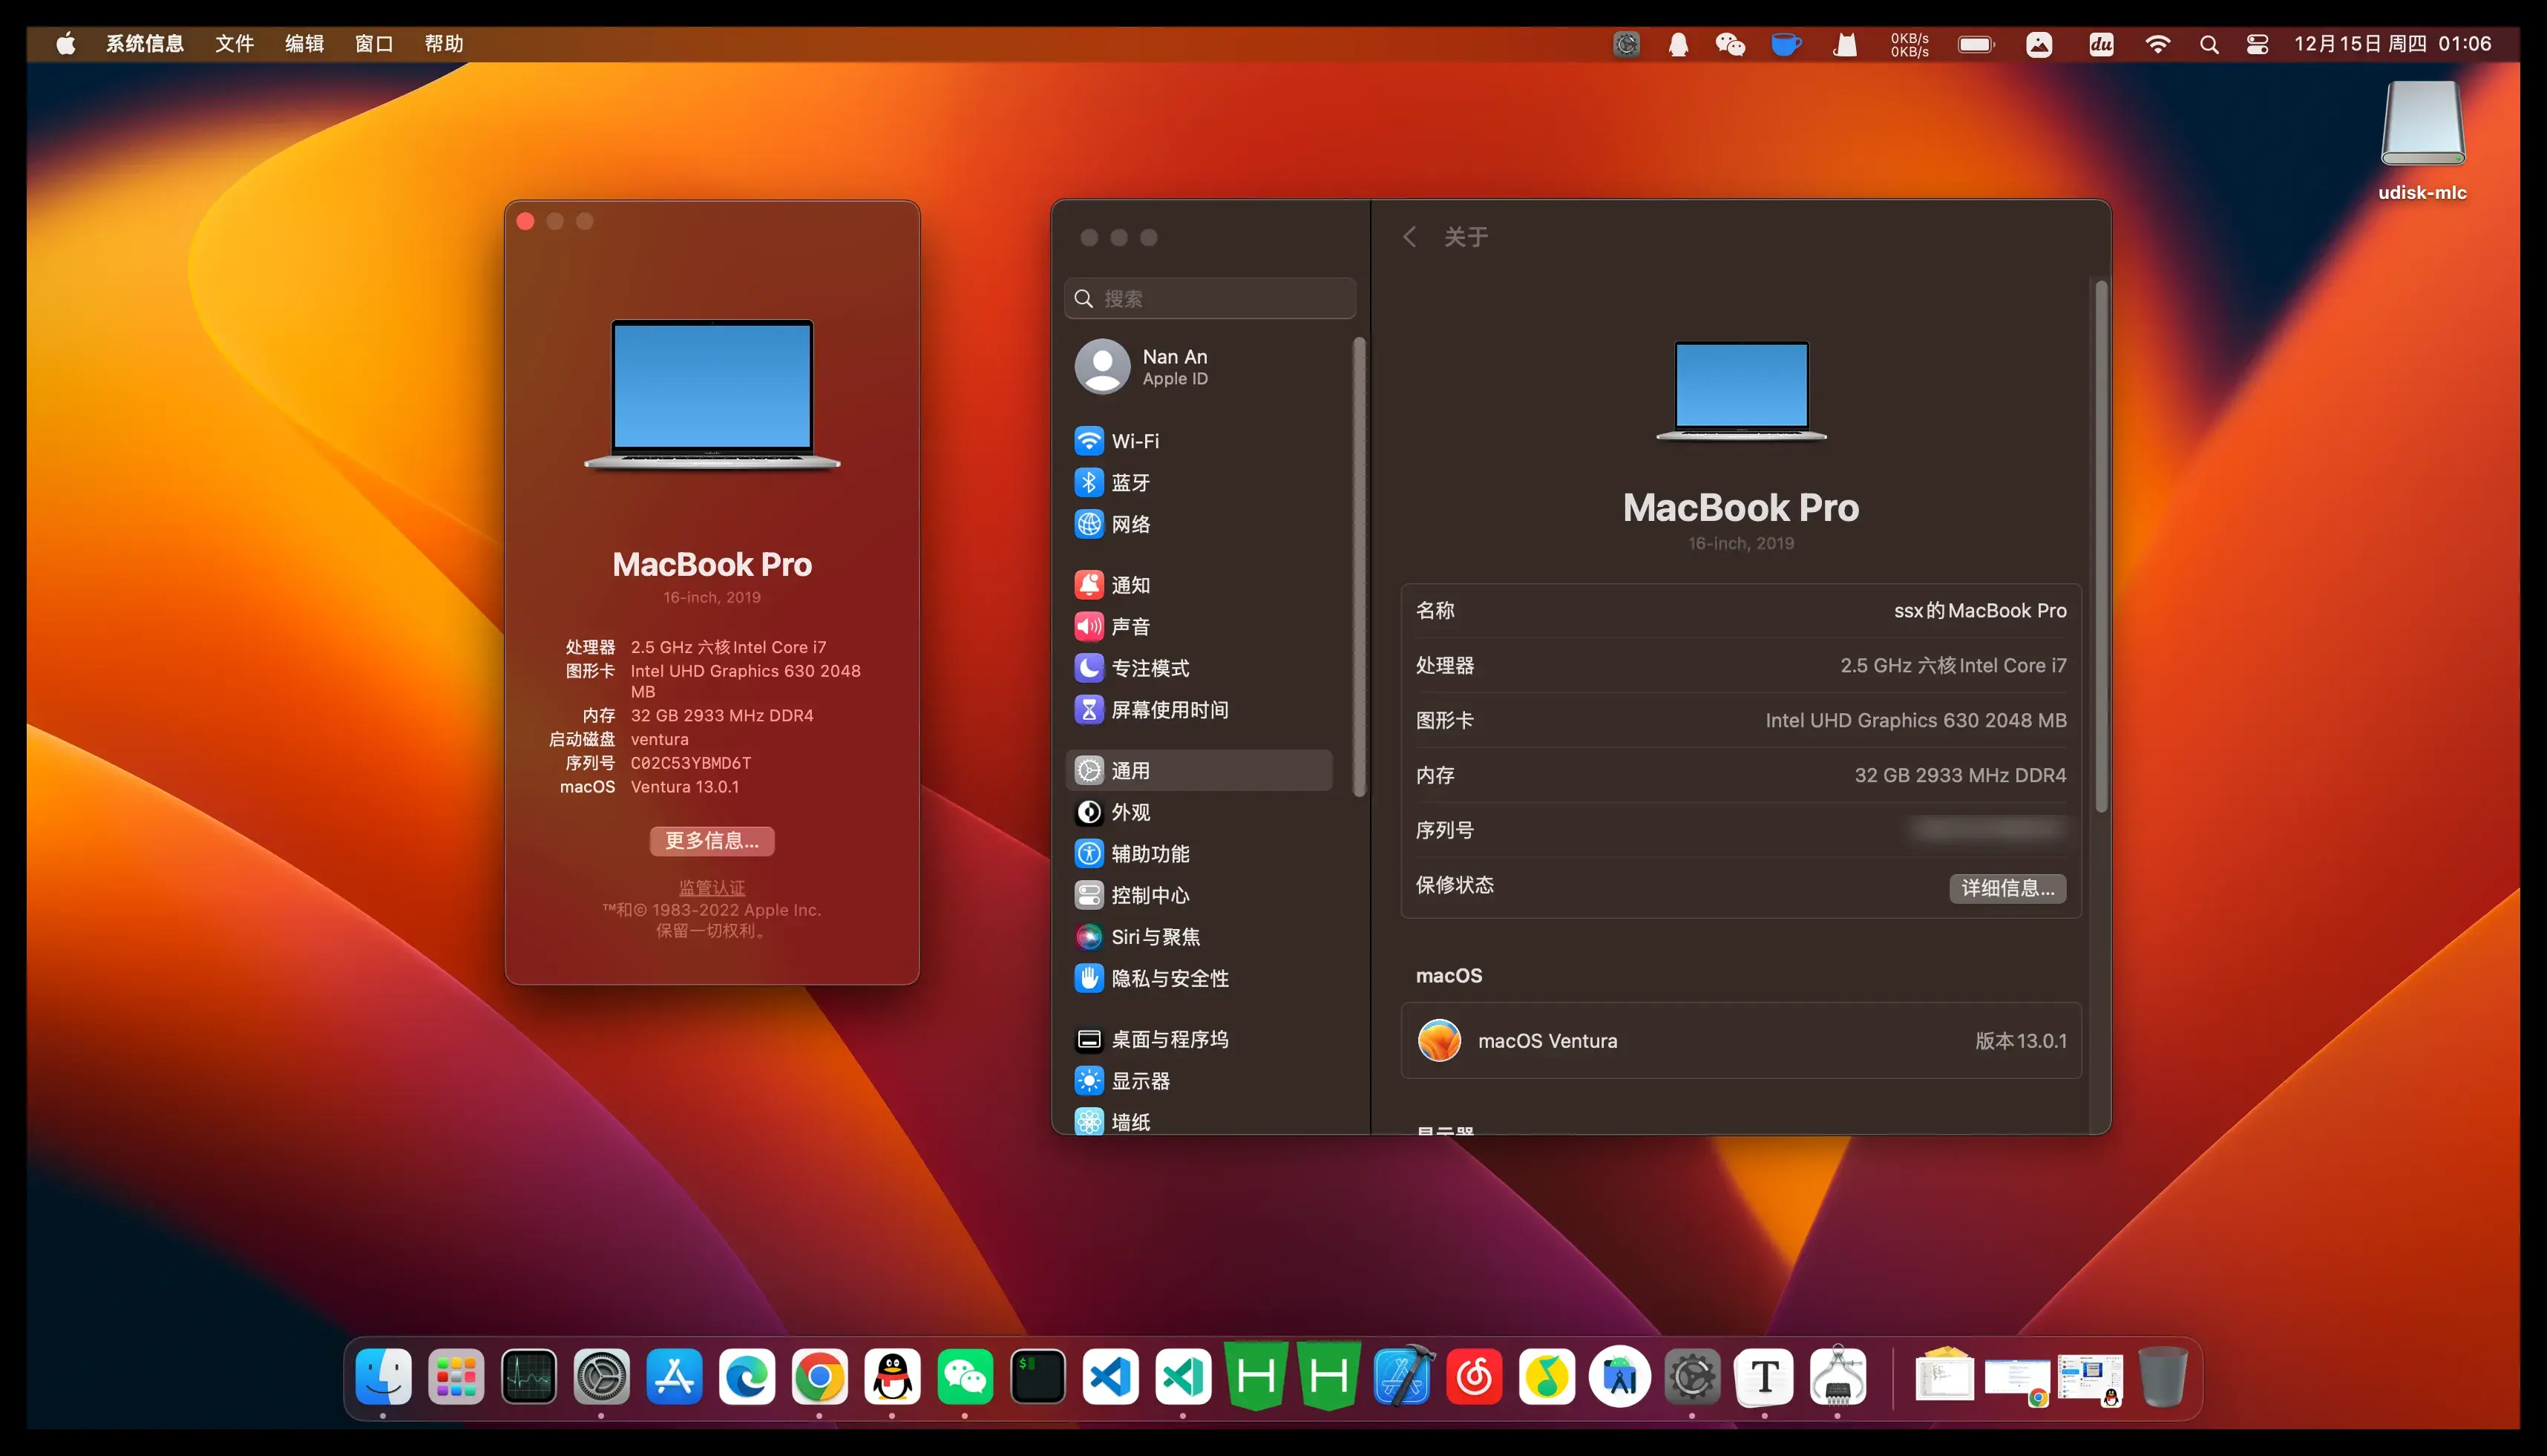 系统信息 文件 编辑 窗口 帮助
0KB/s
0KB/s
du
12月15日 周四 01:06
udisk-mlc
MacBook Pro
16-inch, 2019
处理器 2.5 GHz 六核Intel Core i7
图形卡 Intel UHD Graphics 630 2048
MB
内存 32 GB 2933 MHz DDR4
启动磁盘 ventura
序列号 C02C53YBMD6T
macOS Ventura 13.0.1
更多信息...
监管认证
™和© 1983-2022 Apple Inc.
保留一切权利。
搜索
Nan An
Apple ID
Wi-Fi
蓝牙
网络
通知
声音
专注模式
屏幕使用时间
通用
外观
辅助功能
控制中心
Siri与聚焦
隐私与安全性
桌面与程序坞
显示器
墙纸
关于
MacBook Pro
16-inch, 2019
名称 ssx的MacBook Pro
处理器 2.5 GHz 六核Intel Core i7
图形卡 Intel UHD Graphics 630 2048 MB
内存 32 GB 2933 MHz DDR4
序列号
保修状态 详细信息...
macOS
macOS Ventura 版本13.0.1
显示器
$
H
H
T